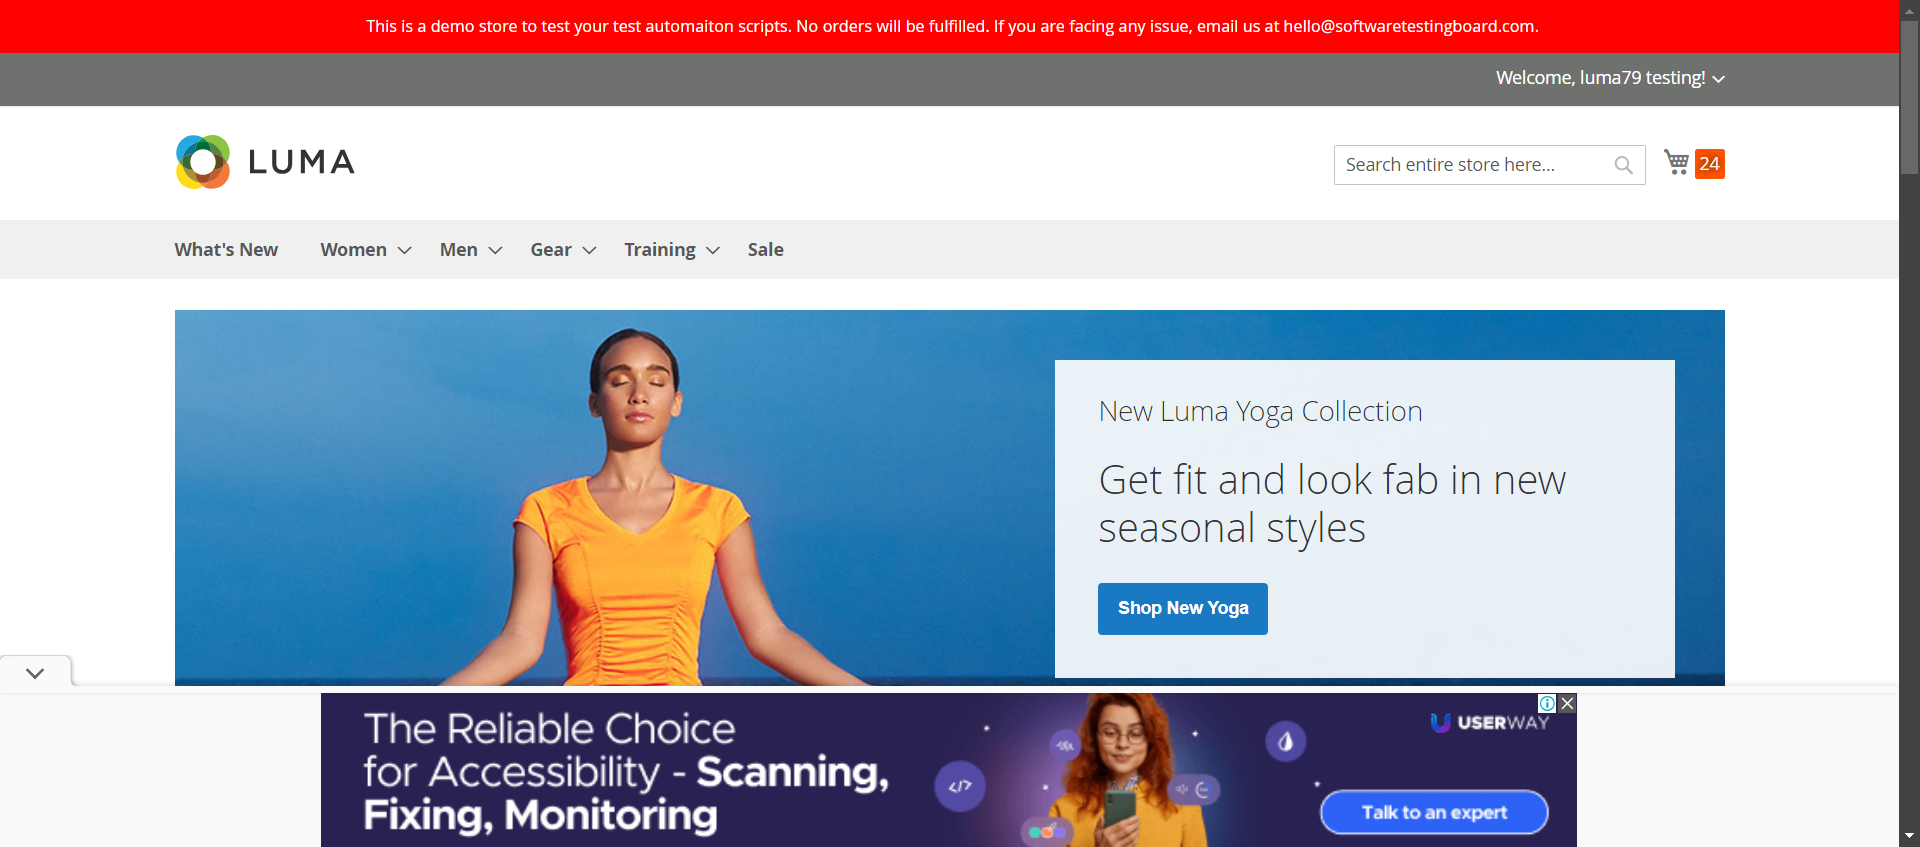 This is a demo store to test your test automaiton scripts. No orders will be fulfilled. If you are facing any issue, email us at hello@softwaretestingboard.com.
Welcome, luma79 testing!
LUMA
Search entire store here...
24
What's New
Women
Men
Gear
Training
Sale
New Luma Yoga Collection
Get fit and look fab in new
seasonal styles
Shop New Yoga
The Reliable Choice
for Accessibility - Scanning,
Fixing, Monitoring
</>
USERWAY
Talk to an expert